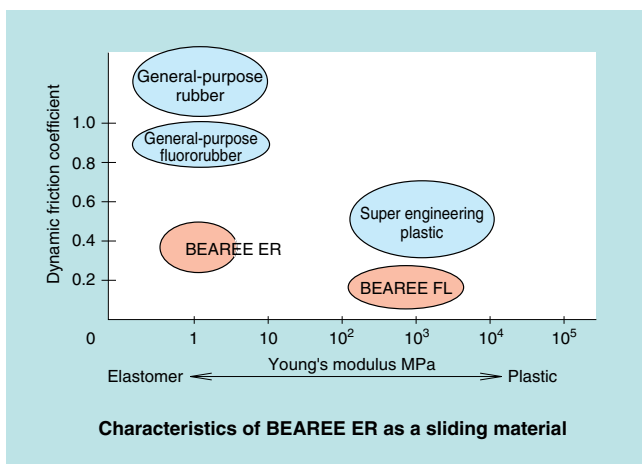 General-purpose
rubber
General-purpose
fluororubber
Super engineering
plastic
BEAREE ER
BEAREE FL
Dynamic friction coefficient
1.0
0.8
0.6
0.4
0.2
0
1
10
10²
10³
10⁴
10⁵
Young's modulus MPa
Elastomer
Plastic
Characteristics of BEAREE ER as a sliding material